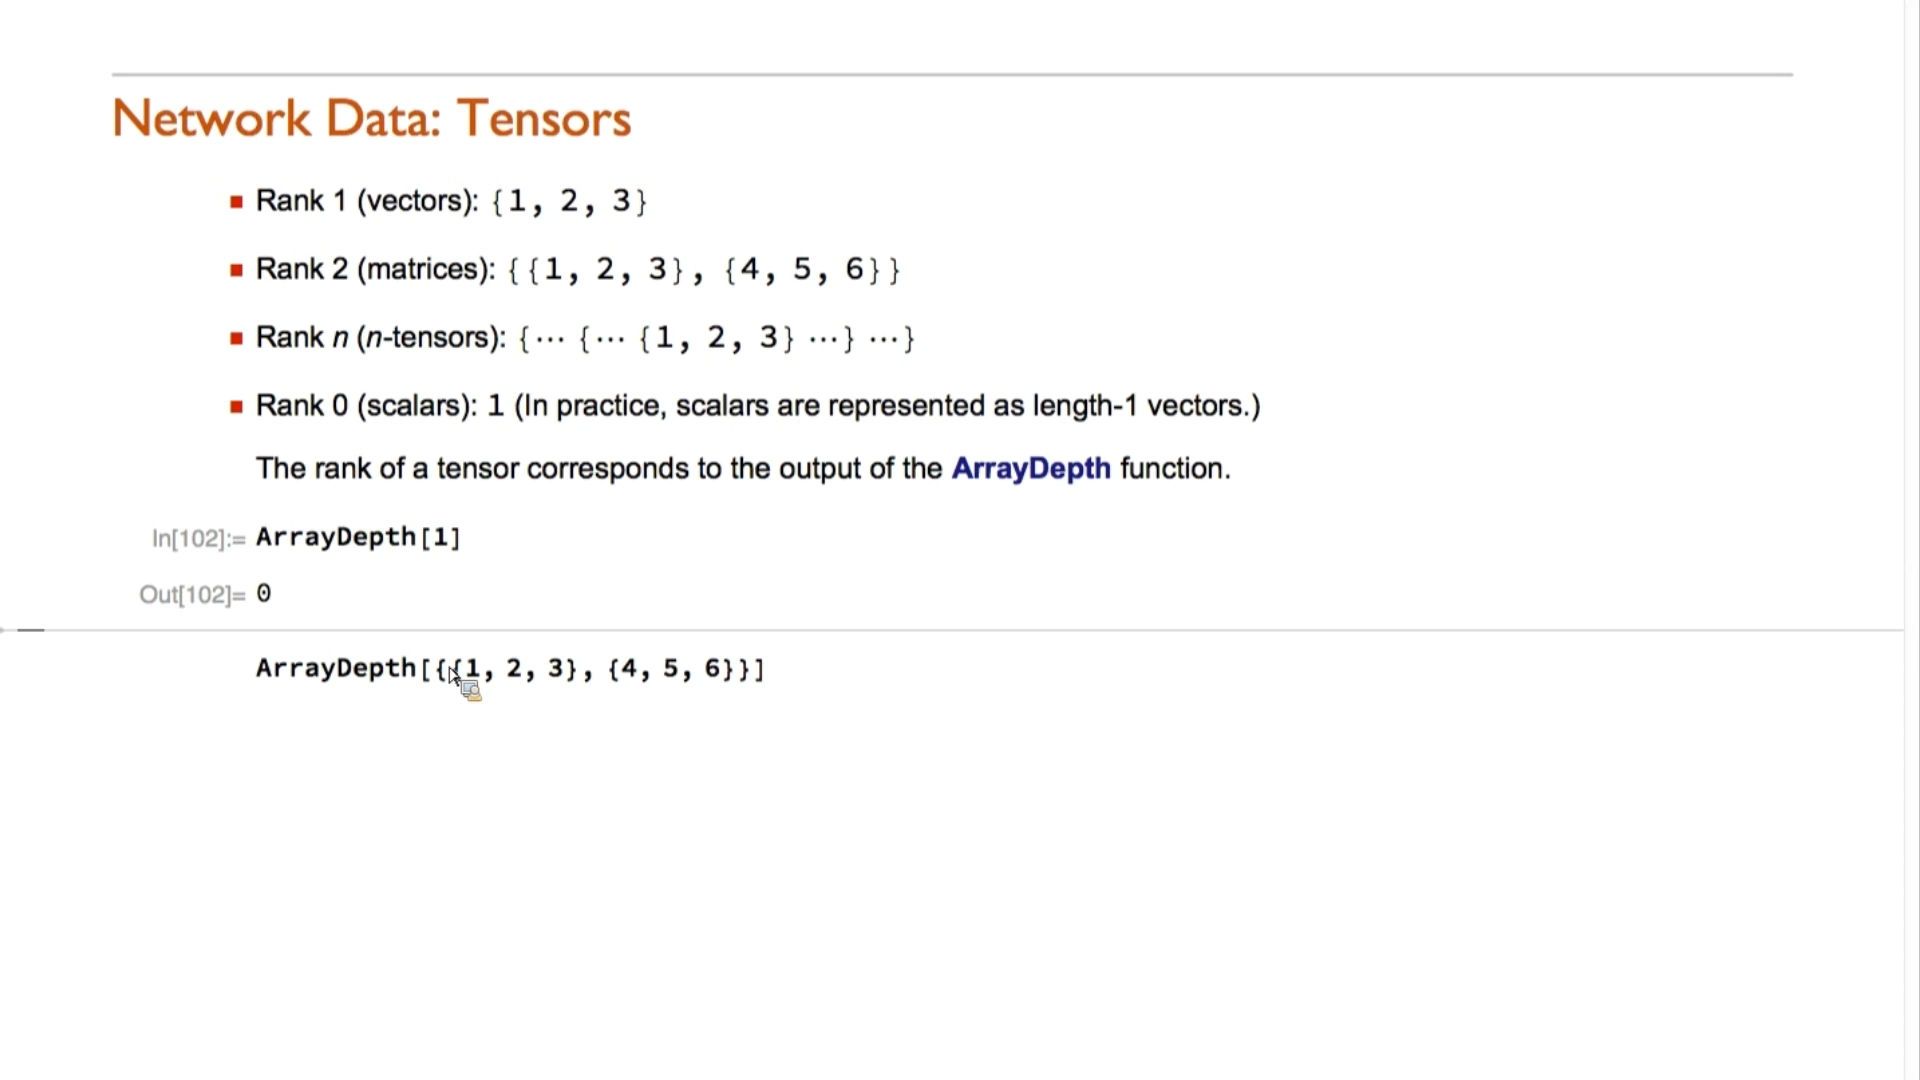 Network Data: Tensors
Rank 1 (vectors): {1, 2, 3}
Rank 2 (matrices): {{1, 2, 3}, {4, 5, 6}}
Rank n (n-tensors): {⋯ {⋯ {1, 2, 3} ⋯} ⋯}
Rank 0 (scalars): 1 (In practice, scalars are represented as length-1 vectors.)
The rank of a tensor corresponds to the output of the ArrayDepth function.
In[102]:= ArrayDepth[1]
Out[102]= 0
ArrayDepth[{{1, 2, 3}, {4, 5, 6}}]